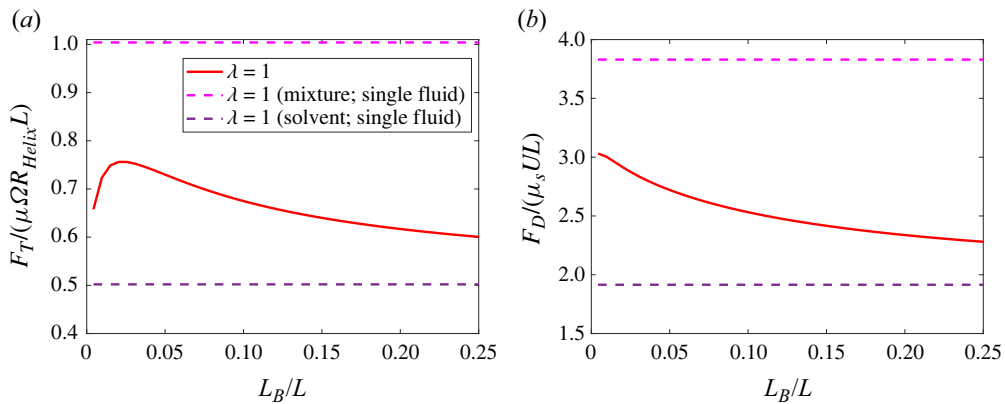 (a)
1.0
0.9
0.8
0.7
0.6
0.5
0.4
F_T/(μΩR_{Helix}L)
λ = 1
λ = 1 (mixture; single fluid)
λ = 1 (solvent; single fluid)
0 0.05 0.10 0.15 0.20 0.25
L_B/L
(b)
4.0
3.5
3.0
2.5
2.0
1.5
F_D/(μ_s UL)
0 0.05 0.10 0.15 0.20 0.25
L_B/L